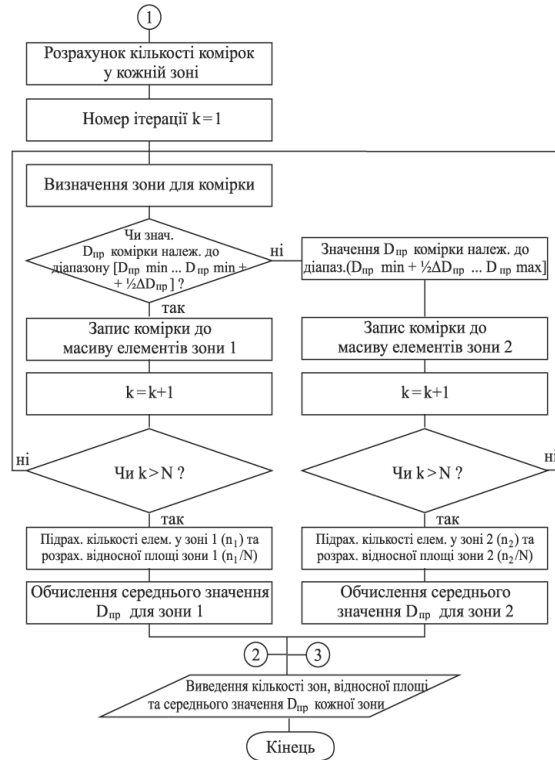 1
Розрахунок кількості комірок
у кожній зоні
Номер ітерації k=1
Визначення зони для комірки
Чи знач.
Dпр комірки належ. до
діапазону [Dпр min ... Dпр min +
+ ½ΔDпр] ?
ні
так
Значення Dпр комірки належ. до
діапаз.(Dпр min + ½ΔDпр ... Dпр max]
Запис комірки до
масиву елементів зони 1
Запис комірки до
масиву елементів зони 2
k=k+1
k=k+1
ні
Чи k>N ?
так
Чи k>N ?
ні
так
Підрах. кількості елем. у зоні 1 (n₁) та
розрах. відносної площі зони 1 (n₁/N)
Підрах. кількості елем. у зоні 2 (n₂) та
розрах. відносної площі зони 2 (n₂/N)
Обчислення середнього значення
Dпр для зони 1
Обчислення середнього
значення Dпр для зони 2
2
3
Виведення кількості зон, відносної площі
та середнього значення Dпр кожної зони
Кінець